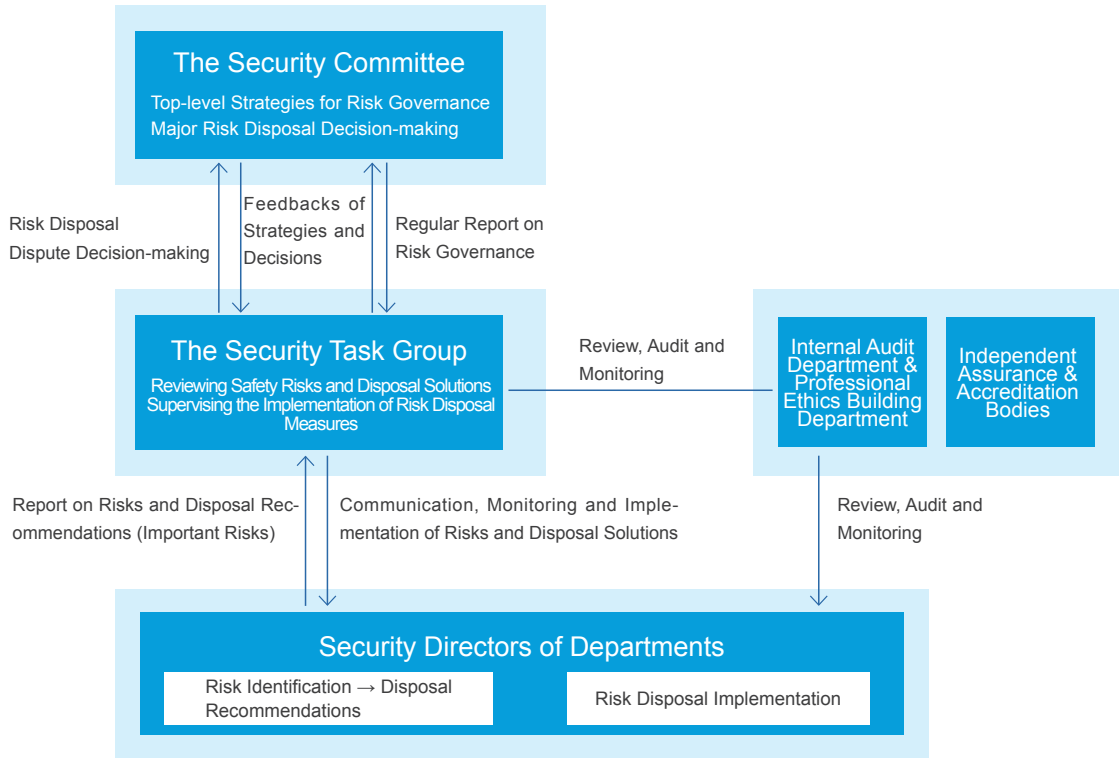 The Security Committee
Top-level Strategies for Risk Governance
Major Risk Disposal Decision-making
Risk Disposal
Dispute Decision-making
Feedbacks of
Strategies and
Decisions
Regular Report on
Risk Governance
The Security Task Group
Reviewing Safety Risks and Disposal Solutions
Supervising the Implementation of Risk Disposal
Measures
Review, Audit and
Monitoring
Internal Audit
Department &
Professional
Ethics Building
Department
Independent
Assurance &
Accreditation
Bodies
Report on Risks and Disposal Rec-
ommendations (Important Risks)
Communication, Monitoring and Imple-
mentation of Risks and Disposal Solutions
Review, Audit and
Monitoring
Security Directors of Departments
Risk Identification → Disposal
Recommendations
Risk Disposal Implementation